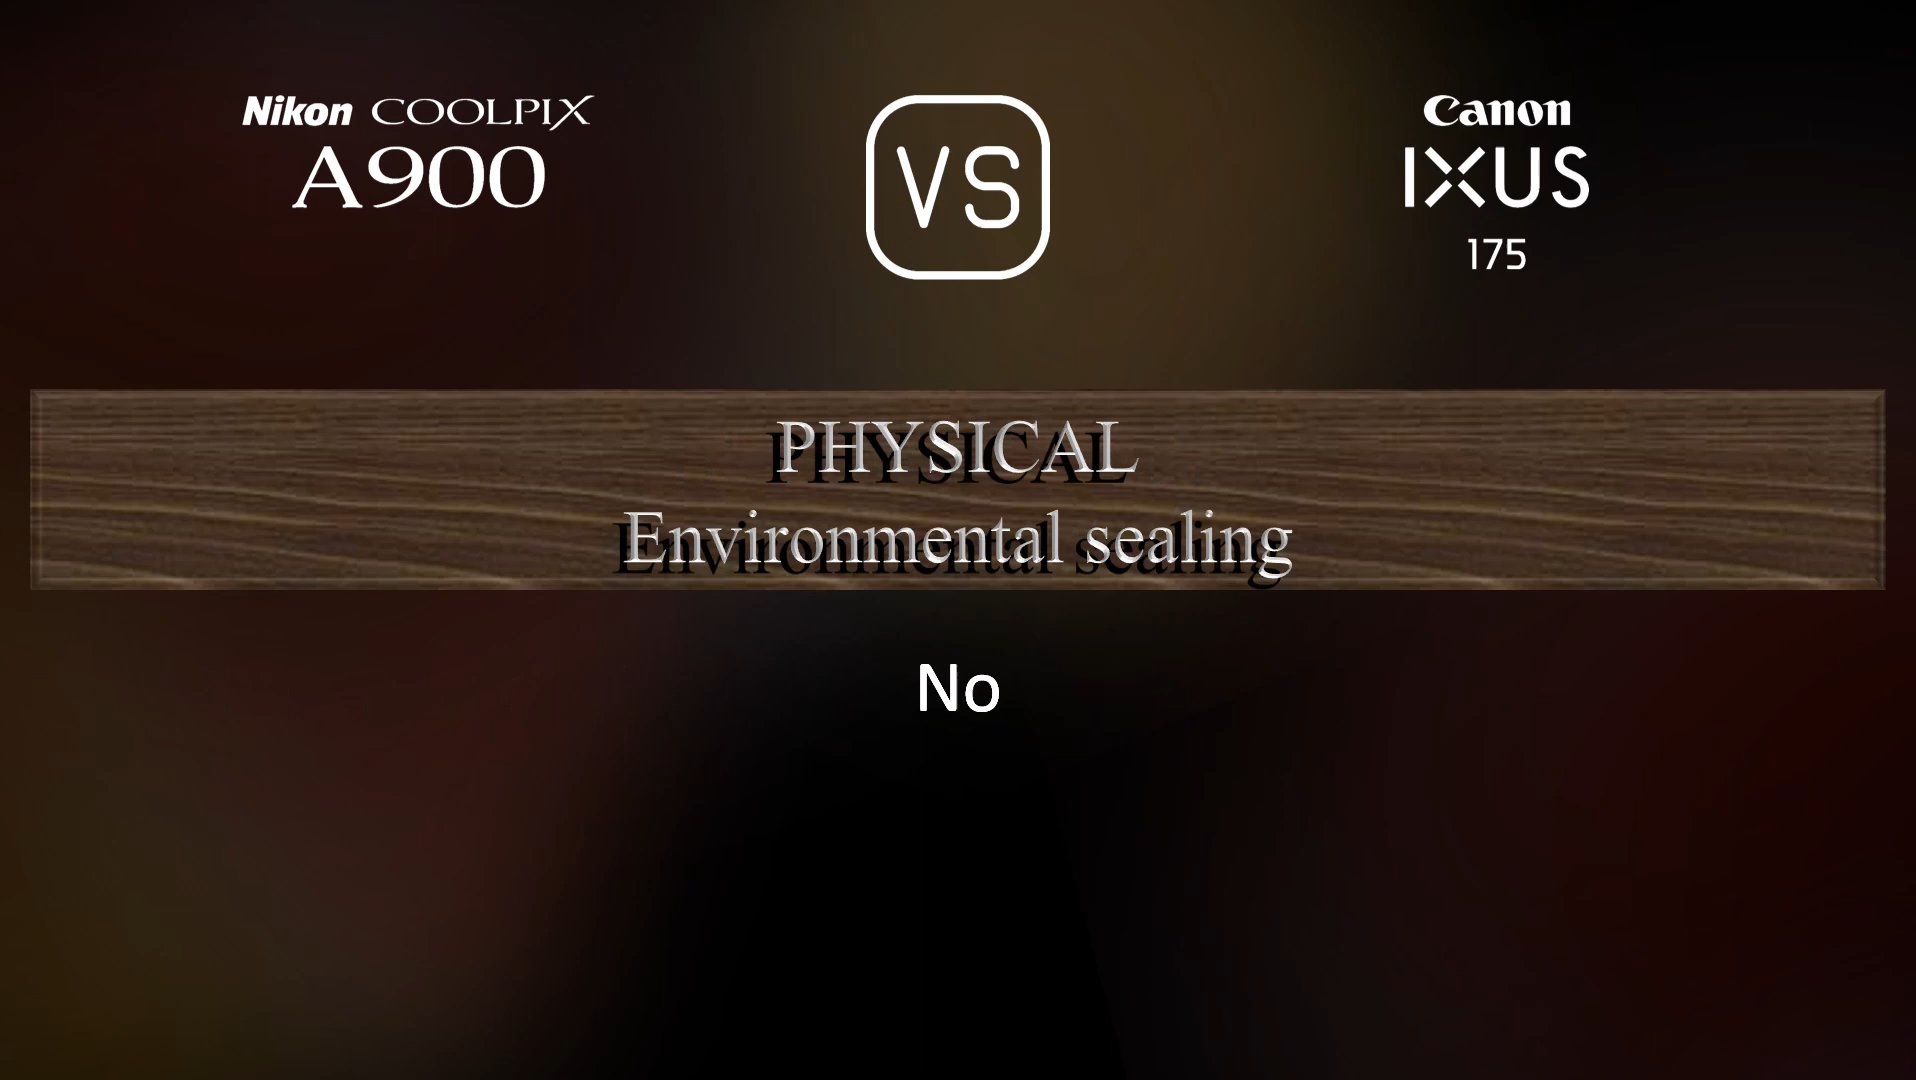 Nikon COOLPIX
A900
VS
Canon
IXUS
175
PHYSICAL
Environmental sealing
No